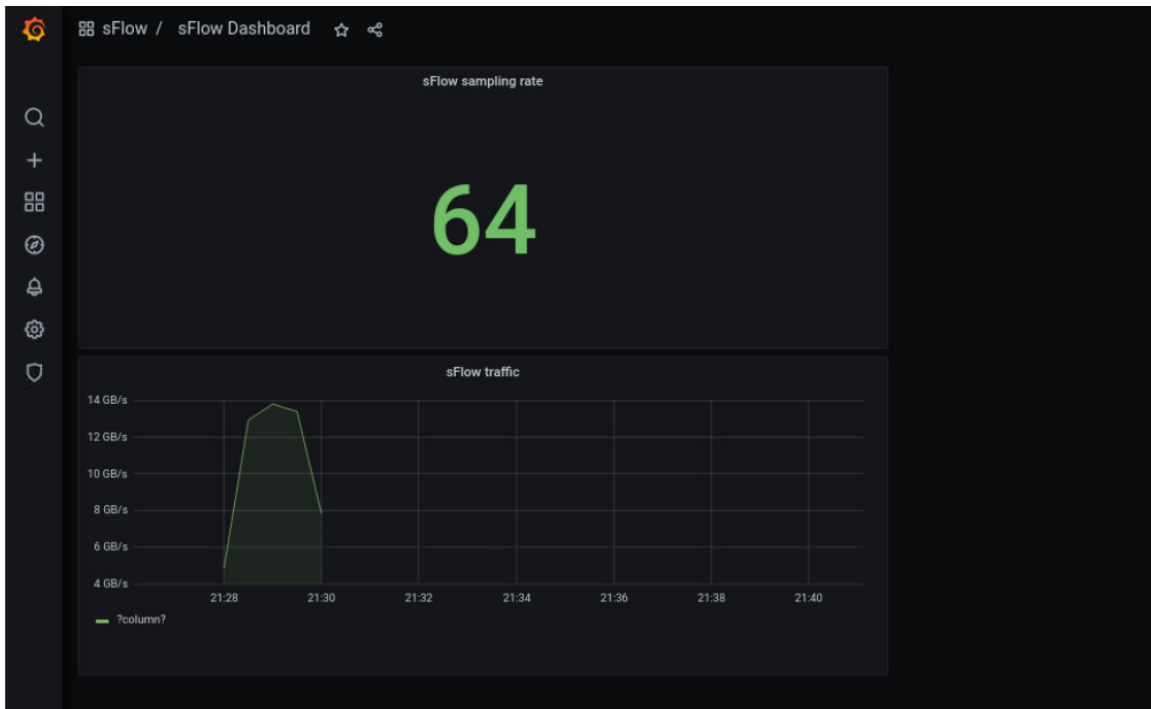 sFlow / sFlow Dashboard
sFlow sampling rate
64
sFlow traffic
14 GB/s
12 GB/s
10 GB/s
8 GB/s
6 GB/s
4 GB/s
21:28 21:30 21:32 21:34 21:36 21:38 21:40
?column?